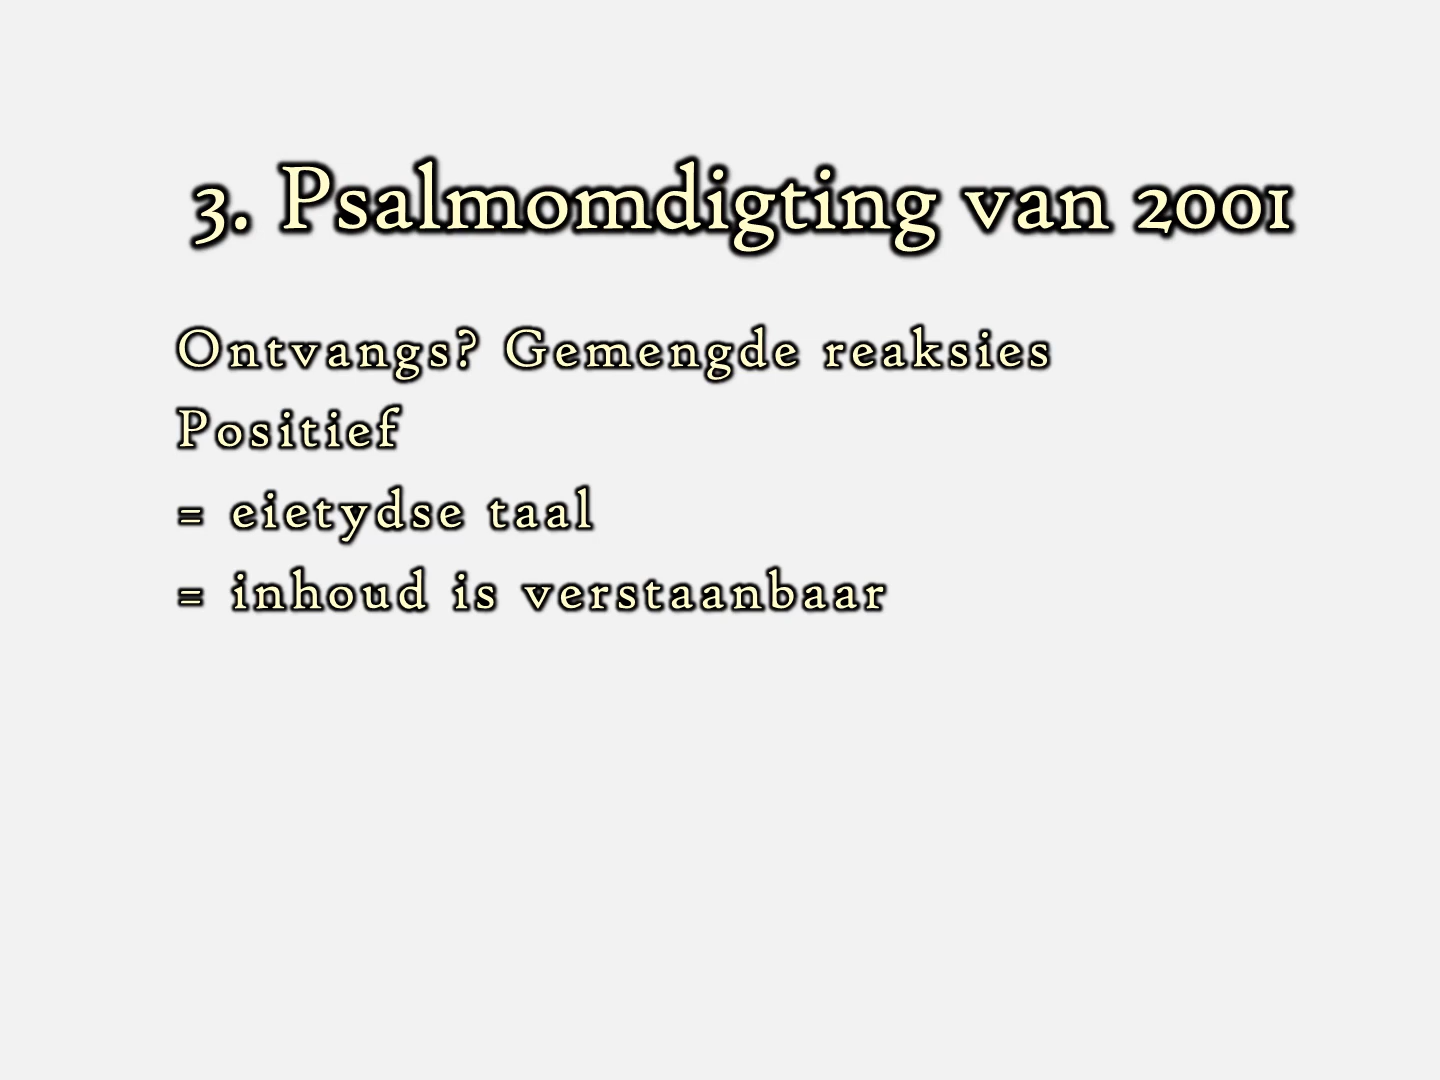 3. Psalmomdigting van 2001
Ontvangs? Gemengde reaksies
Positief
= eietydse taal
= inhoud is verstaanbaar